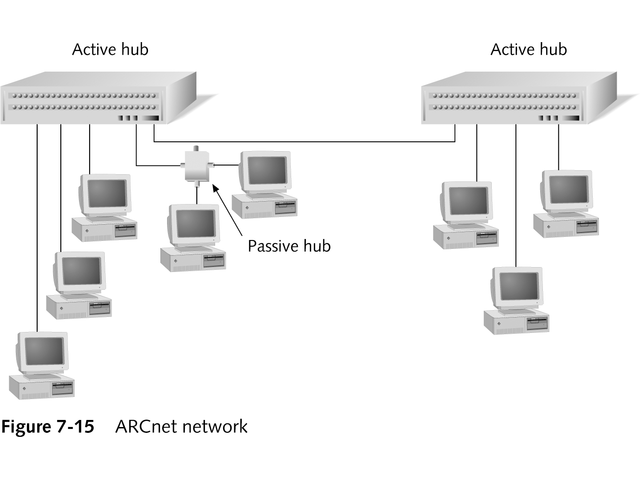 Active hub
Active hub
Passive hub
Figure 7-15 ARCnet network